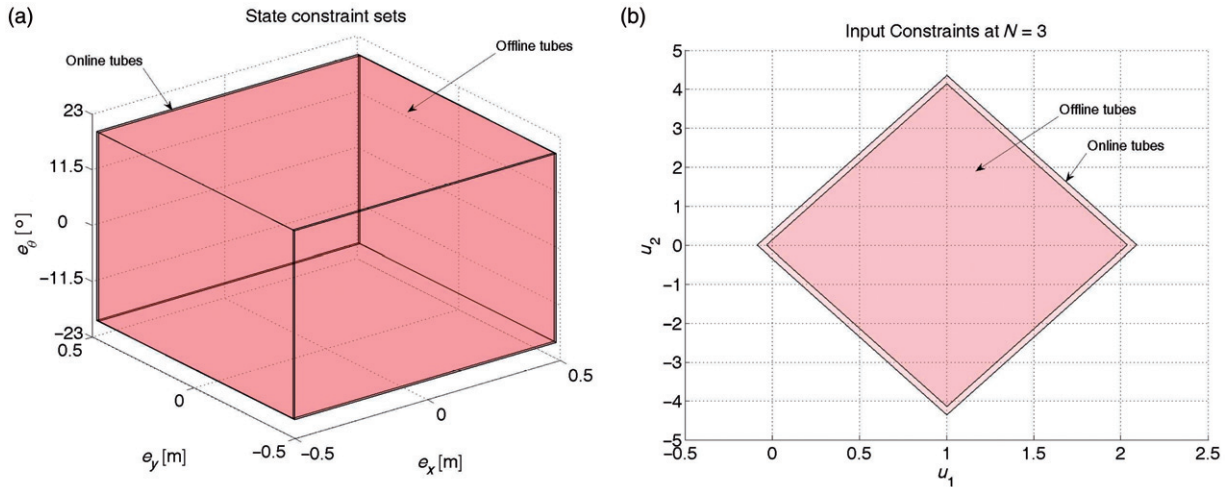 (a)
State constraint sets
Online tubes
Offline tubes
23
11.5
0
−11.5
−23
e_θ [°]
0.5
0
−0.5
e_y [m]
−0.5
0
0.5
e_x [m]
(b)
Input Constraints at N = 3
5
4
3
2
1
0
−1
−2
−3
−4
−5
u_2
Offline tubes
Online tubes
−0.5 0 0.5 1 1.5 2 2.5
u_1